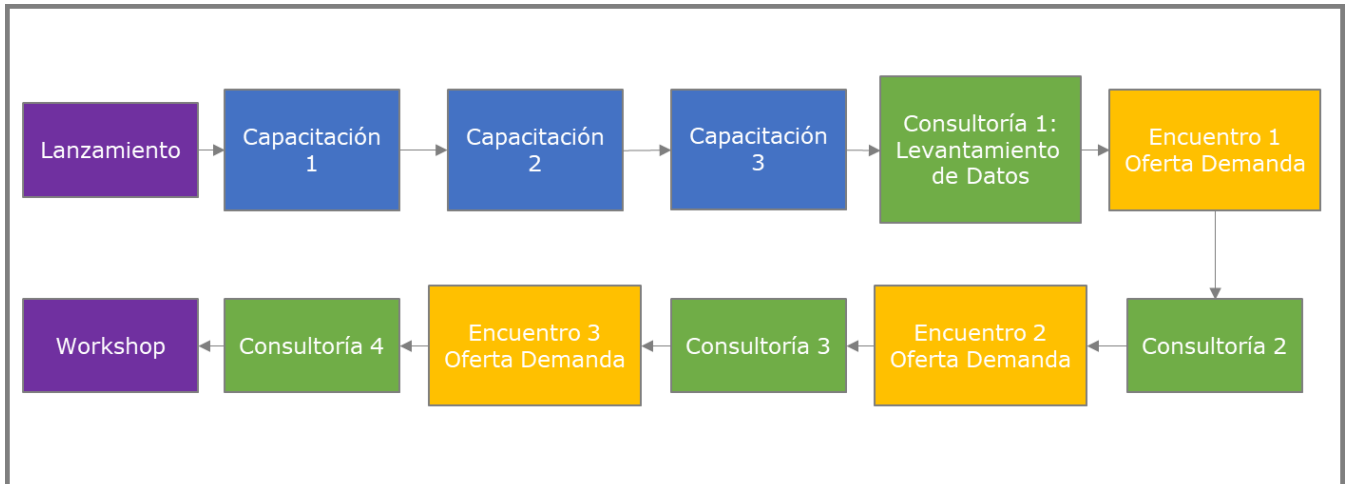 Lanzamiento
Capacitación
1
Capacitación
2
Capacitación
3
Consultoría 1:
Levantamiento
de Datos
Encuentro 1
Oferta Demanda
Workshop
Consultoría 4
Encuentro 3
Oferta Demanda
Consultoría 3
Encuentro 2
Oferta Demanda
Consultoría 2